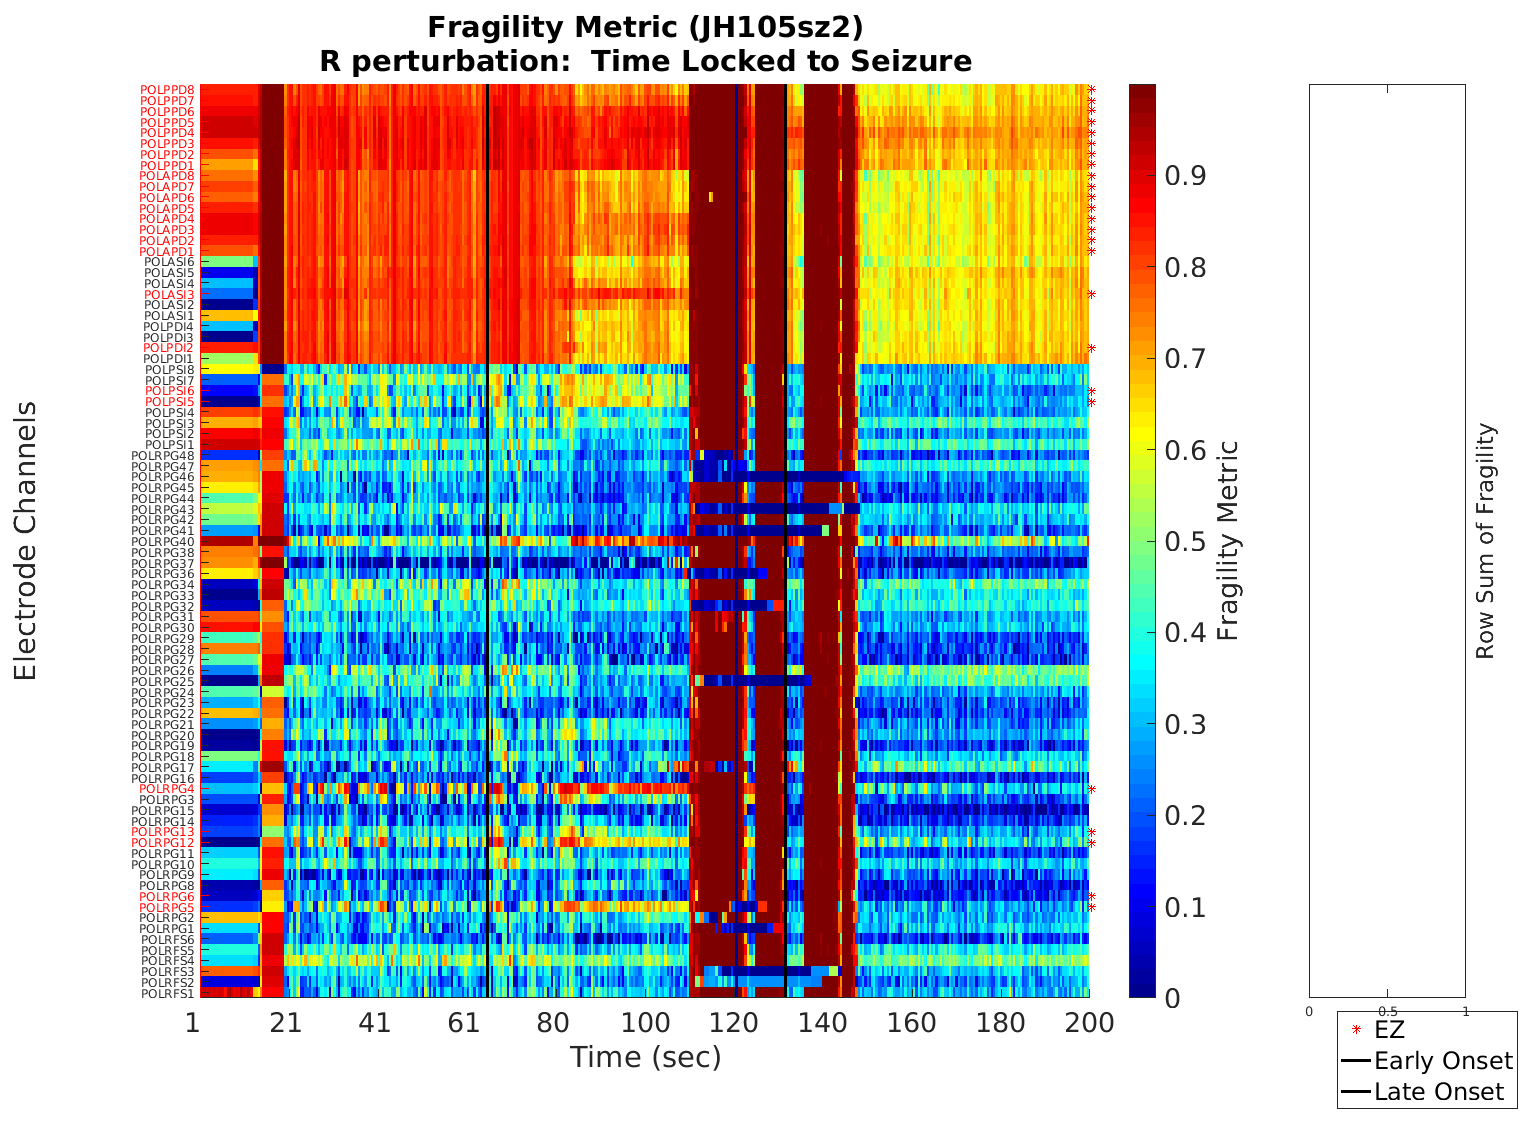 Fragility Metric (JH105sz2)
R perturbation:  Time Locked to Seizure
Electrode Channels
POLPPD8
POLPPD7
POLPPD6
POLPPD5
POLPPD4
POLPPD3
POLPPD2
POLPPD1
POLAPD8
POLAPD7
POLAPD6
POLAPD5
POLAPD4
POLAPD3
POLAPD2
POLAPD1
POLASI6
POLASI5
POLASI4
POLASI3
POLASI2
POLASI1
POLPDI4
POLPDI3
POLPDI2
POLPDI1
POLPSI8
POLPSI7
POLPSI6
POLPSI5
POLPSI4
POLPSI3
POLPSI2
POLPSI1
POLRPG48
POLRPG47
POLRPG46
POLRPG45
POLRPG44
POLRPG43
POLRPG42
POLRPG41
POLRPG40
POLRPG38
POLRPG37
POLRPG36
POLRPG34
POLRPG33
POLRPG32
POLRPG31
POLRPG30
POLRPG29
POLRPG28
POLRPG27
POLRPG26
POLRPG25
POLRPG24
POLRPG23
POLRPG22
POLRPG21
POLRPG20
POLRPG19
POLRPG18
POLRPG17
POLRPG16
POLRPG4
POLRPG3
POLRPG15
POLRPG14
POLRPG13
POLRPG12
POLRPG11
POLRPG10
POLRPG9
POLRPG8
POLRPG6
POLRPG5
POLRPG2
POLRPG1
POLRFS6
POLRFS5
POLRFS4
POLRFS3
POLRFS2
POLRFS1
1 21 41 61 80 100 120 140 160 180 200
Time (sec)
0.9
0.8
0.7
0.6
0.5
0.4
0.3
0.2
0.1
0
Fragility Metric
Row Sum of Fragility
0 0.5 1
EZ
Early Onset
Late Onset